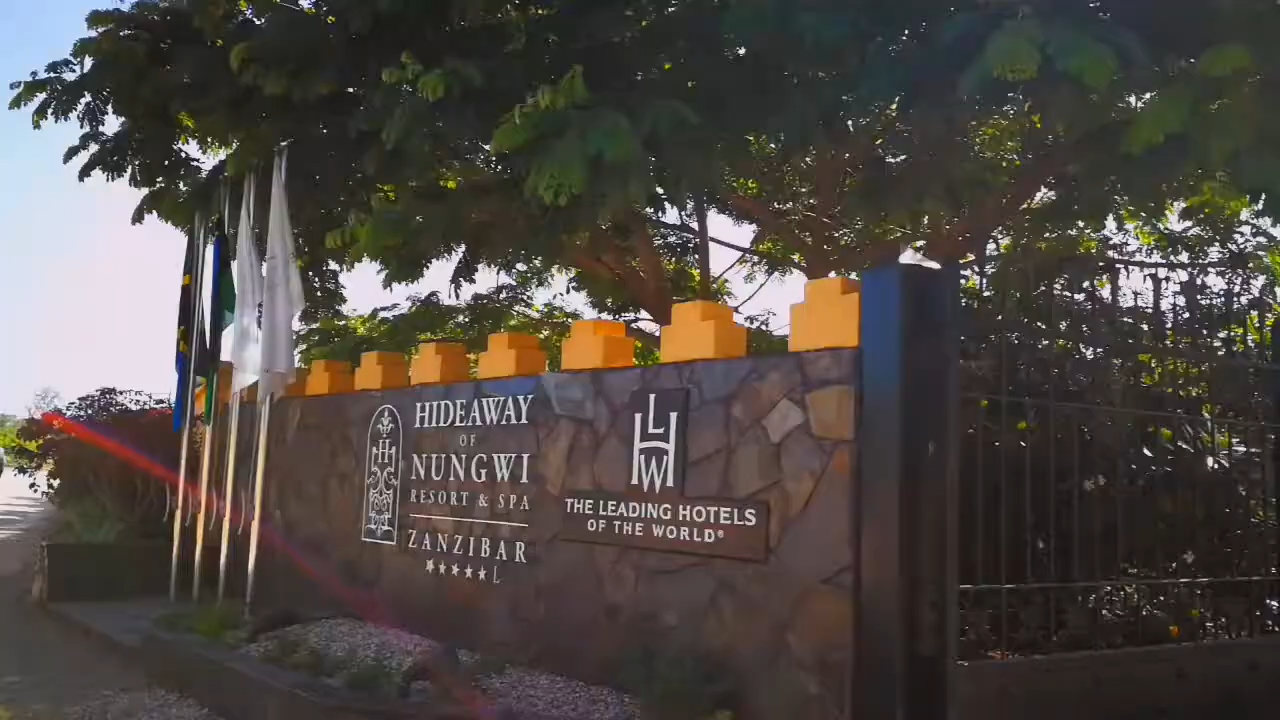 HIDEAWAY
OF
NUNGWI
RESORT & SPA
ZANZIBAR
★★★★★L
H
LHW
THE LEADING HOTELS
OF THE WORLD®